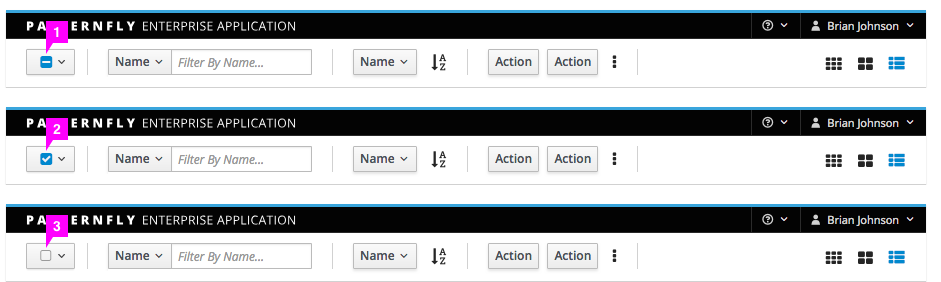 PATTERNFLY ENTERPRISE APPLICATION Brian Johnson
1
Name Filter By Name... Name A Z Action Action
PATTERNFLY ENTERPRISE APPLICATION Brian Johnson
2
Name Filter By Name... Name A Z Action Action
PATTERNFLY ENTERPRISE APPLICATION Brian Johnson
3
Name Filter By Name... Name A Z Action Action